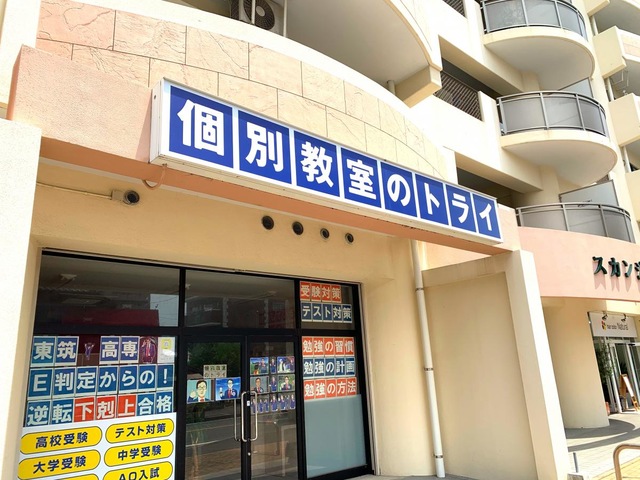 個別教室のトライ
スカン
受験対策
テスト対策
勉強の習慣
勉強の計画
勉強の方法
東筑 高専
E判定からの!
逆転下剋上合格
高校受験
テスト対策
大学受験
中学受験
AO入試